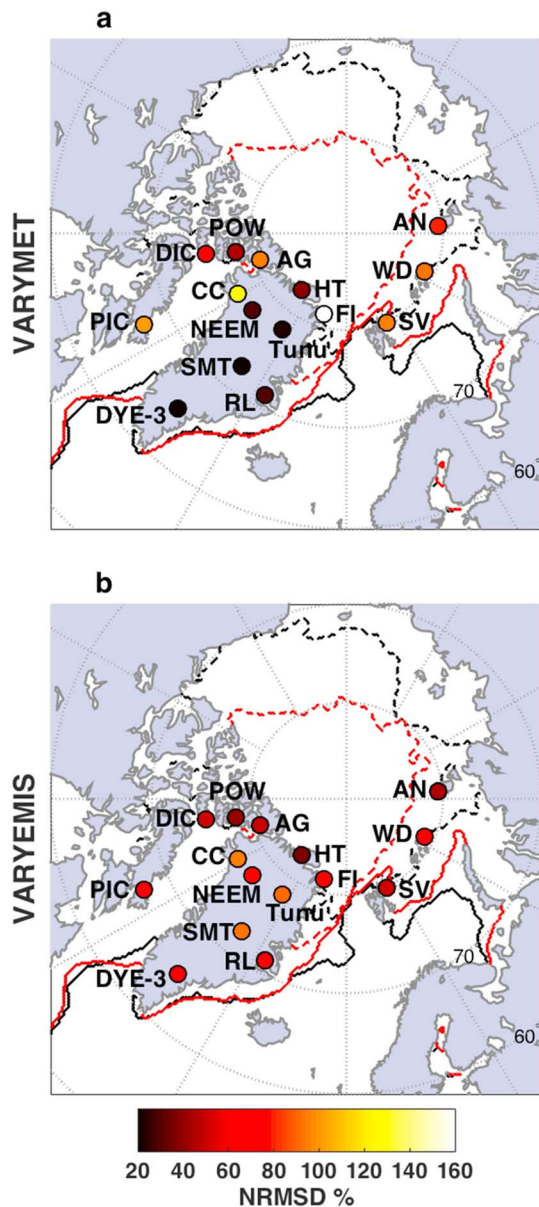 a
VARYMET
POW
DIC
AG
AN
CC
HT
WD
PIC
NEEM
FI
SV
Tunu
SMT
RL
DYE-3
70
60°
b
VARYEMIS
POW
DIC
AG
AN
CC
HT
WD
PIC
NEEM
FI
SV
Tunu
SMT
RL
DYE-3
70
60°
20 40 60 80 100 120 140 160
NRMSD %